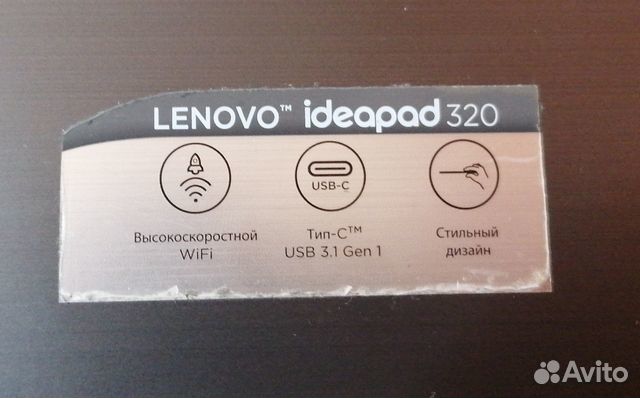 LENOVO™ ideapad 320
USB-C
Высокоскоростной
WiFi
Тип-C™
USB 3.1 Gen 1
Стильный
дизайн
Avito